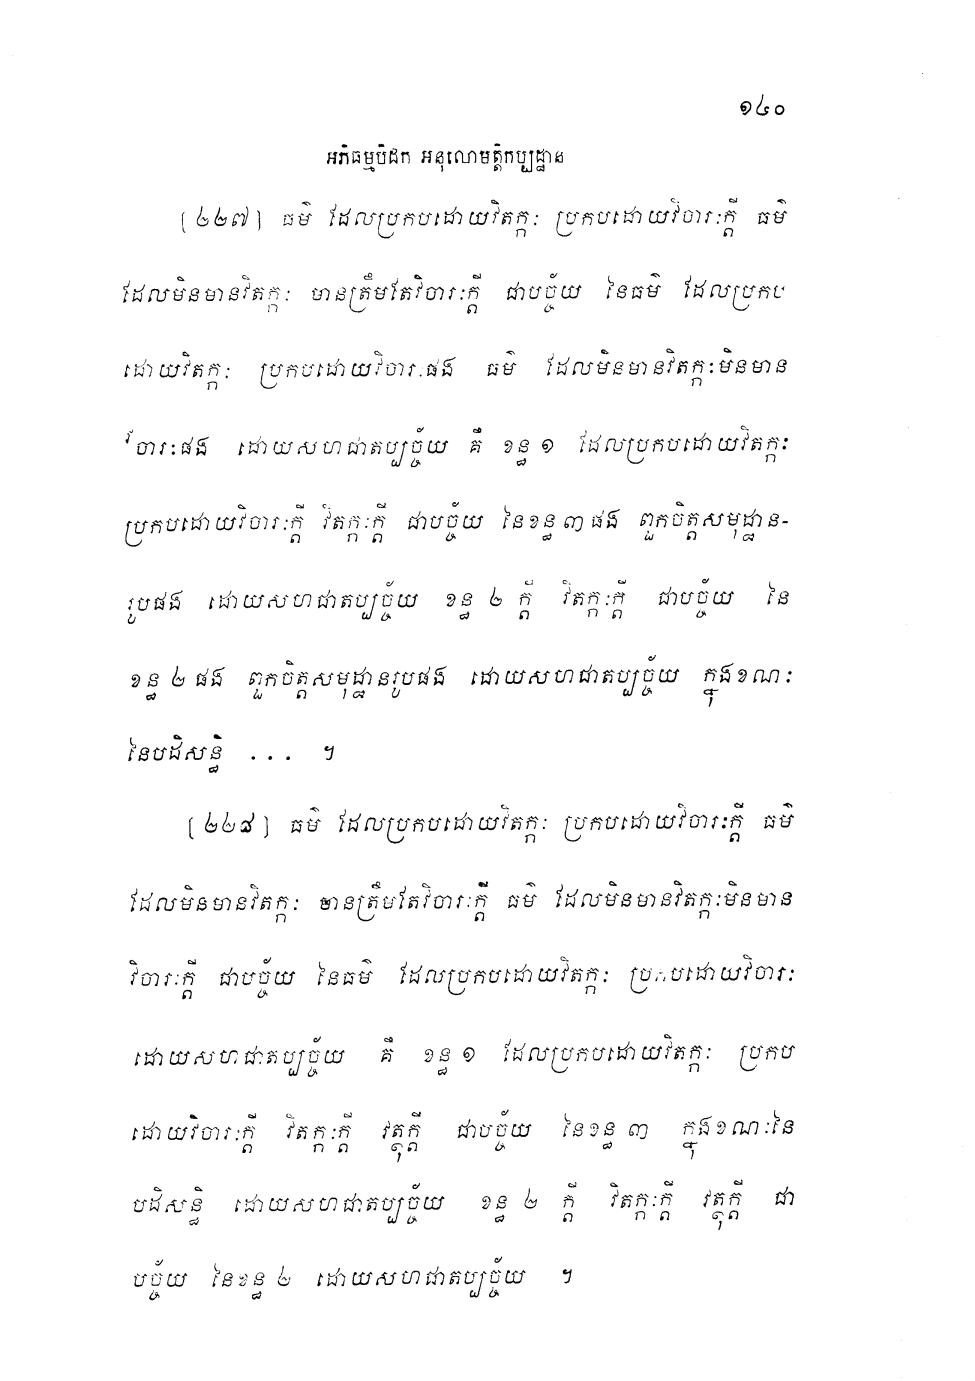 ១៤០
អភិធម្មបិដក អនុលោមត្តិកប្បដ្ឋាន
[២២៧] ធម៌ ដែលប្រកបដោយវិតក្កៈ ប្រកបដោយវិចារៈក្តី ធម៌
ដែលមិនមានវិតក្កៈ មានត្រឹមតែវិចារៈក្តី ជាបច្ច័យ នៃធម៌ ដែលប្រកប
ដោយវិតក្កៈ ប្រកបដោយវិចារៈផង ធម៌ ដែលមិនមានវិតក្កៈមិនមាន
វិចារៈផង ដោយសហជាតប្បច្ច័យ គឺ ខន្ធ ១ ដែលប្រកបដោយវិតក្កៈ
ប្រកបដោយវិចារៈក្តី វិតក្កៈក្តី ជាបច្ច័យ នៃខន្ធ ៣ ផង ពួកចិត្តសមុដ្ឋាន-
រូបផង ដោយសហជាតប្បច្ច័យ ខន្ធ ២ ក្តី វិតក្កៈក្តី ជាបច្ច័យ នៃ
ខន្ធ ២ ផង ពួកចិត្តសមុដ្ឋានរូបផង ដោយសហជាតប្បច្ច័យ ក្នុងខណៈ
នៃបដិសន្ធិ ... ។
[២២៨] ធម៌ ដែលប្រកបដោយវិតក្កៈ ប្រកបដោយវិចារៈក្តី ធម៌
ដែលមិនមានវិតក្កៈ មានត្រឹមតែវិចារៈក្តី ធម៌ ដែលមិនមានវិតក្កៈមិនមាន
វិចារៈក្តី ជាបច្ច័យ នៃធម៌ ដែលប្រកបដោយវិតក្កៈ ប្រកបដោយវិចារៈ
ដោយសហជាតប្បច្ច័យ គឺ ខន្ធ ១ ដែលប្រកបដោយវិតក្កៈ ប្រកប
ដោយវិចារៈក្តី វិតក្កៈក្តី វត្ថុក្តី ជាបច្ច័យ នៃខន្ធ ៣ ក្នុងខណៈនៃ
បដិសន្ធិ ដោយសហជាតប្បច្ច័យ ខន្ធ ២ ក្តី វិតក្កៈក្តី វត្ថុក្តី ជា
បច្ច័យ នៃខន្ធ ២ ដោយសហជាតប្បច្ច័យ ។